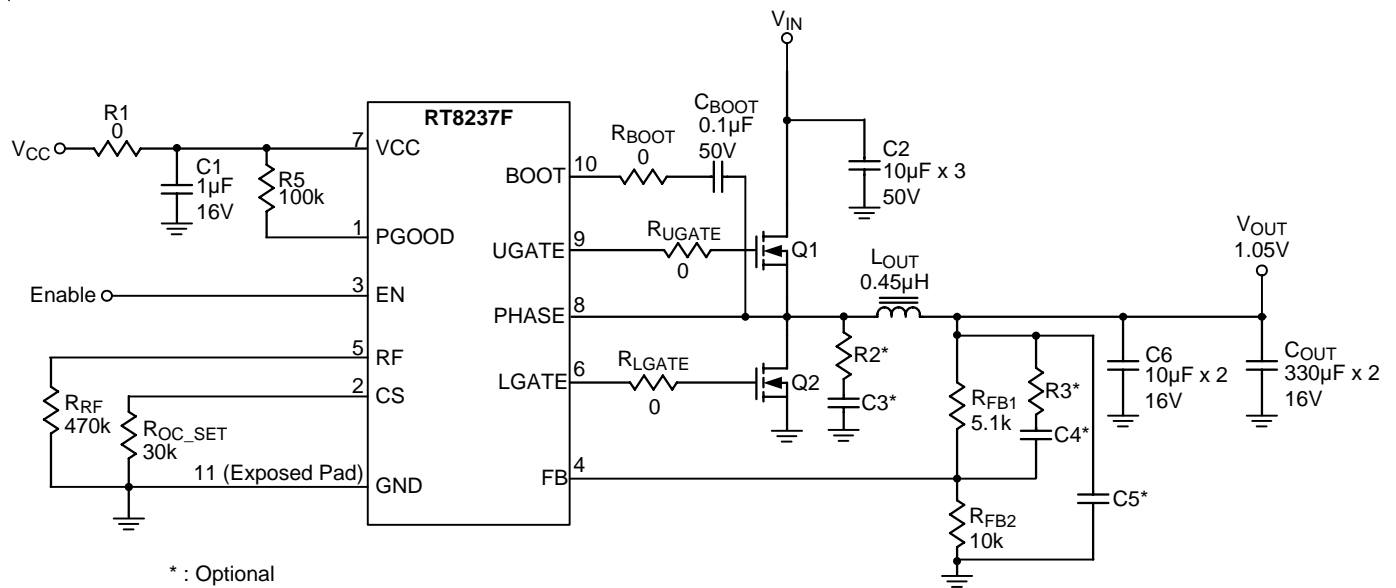 V_IN
RT8237F
R1
0
V_CC
C1
1µF
16V
R5
100k
7
VCC
1
PGOOD
Enable
3
EN
5
RF
2
CS
R_RF
470k
R_OC_SET
30k
11 (Exposed Pad)
GND
BOOT
10
R_BOOT
0
C_BOOT
0.1µF
50V
UGATE
9
R_UGATE
0
Q1
PHASE
8
LGATE
6
R_LGATE
0
Q2
FB
4
C2
10µF x 3
50V
L_OUT
0.45µH
V_OUT
1.05V
R2*
C3*
R_FB1
5.1k
R3*
C4*
C5*
R_FB2
10k
C6
10µF x 2
16V
C_OUT
330µF x 2
16V
* : Optional